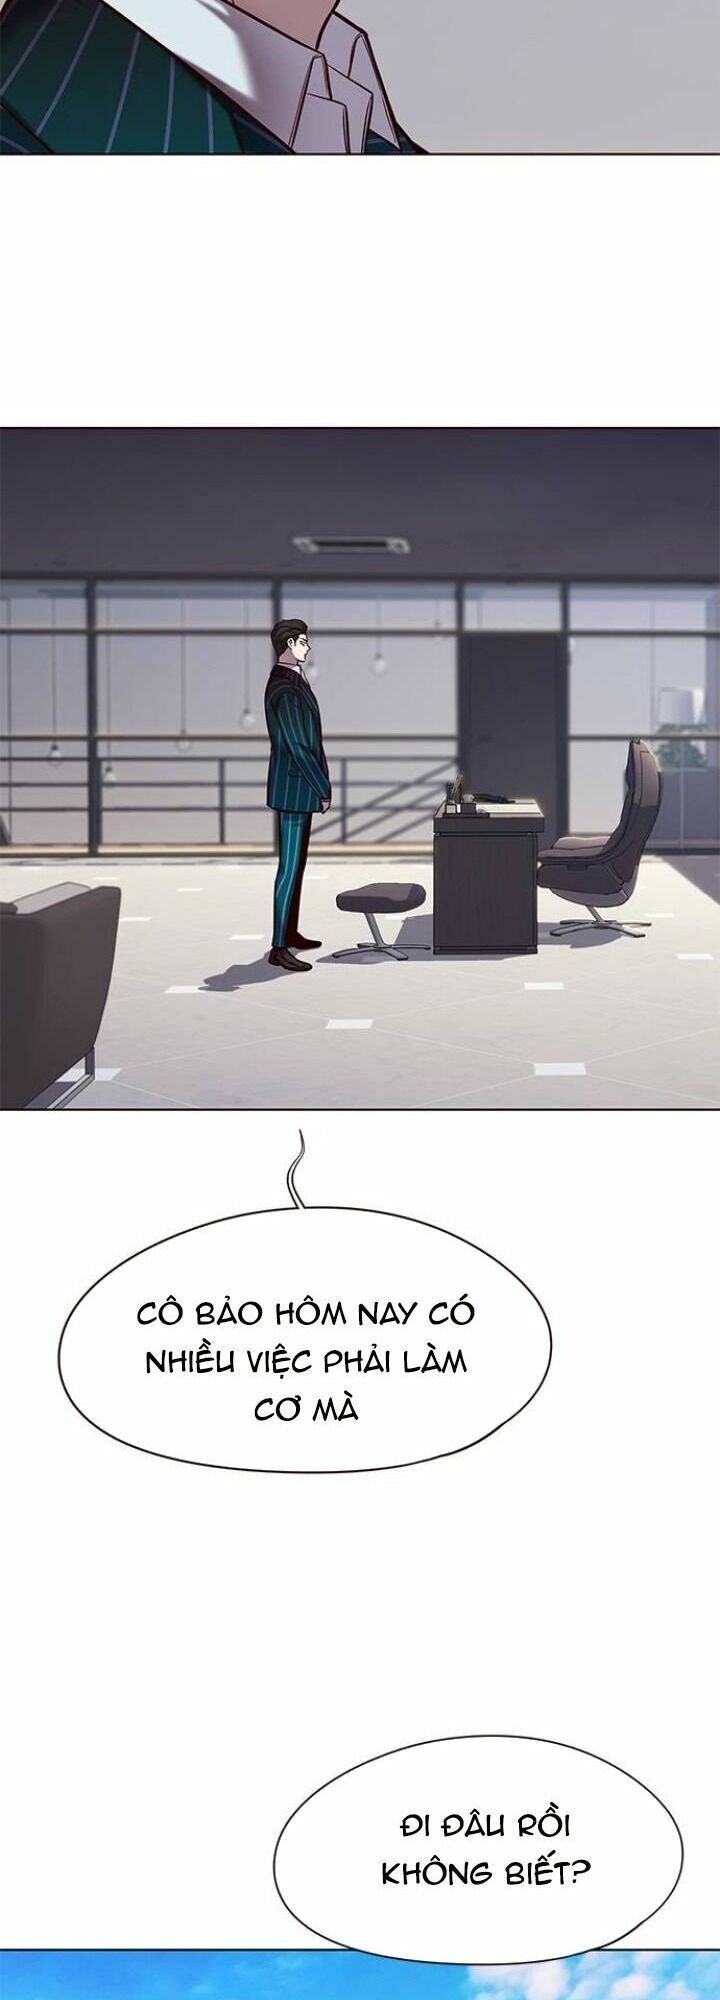 CÔ BẢO HÔM NAY CÓ
NHIỀU VIỆC PHẢI LÀM
CƠ MÀ
ĐI ĐÂU RỒI
KHÔNG BIẾT?